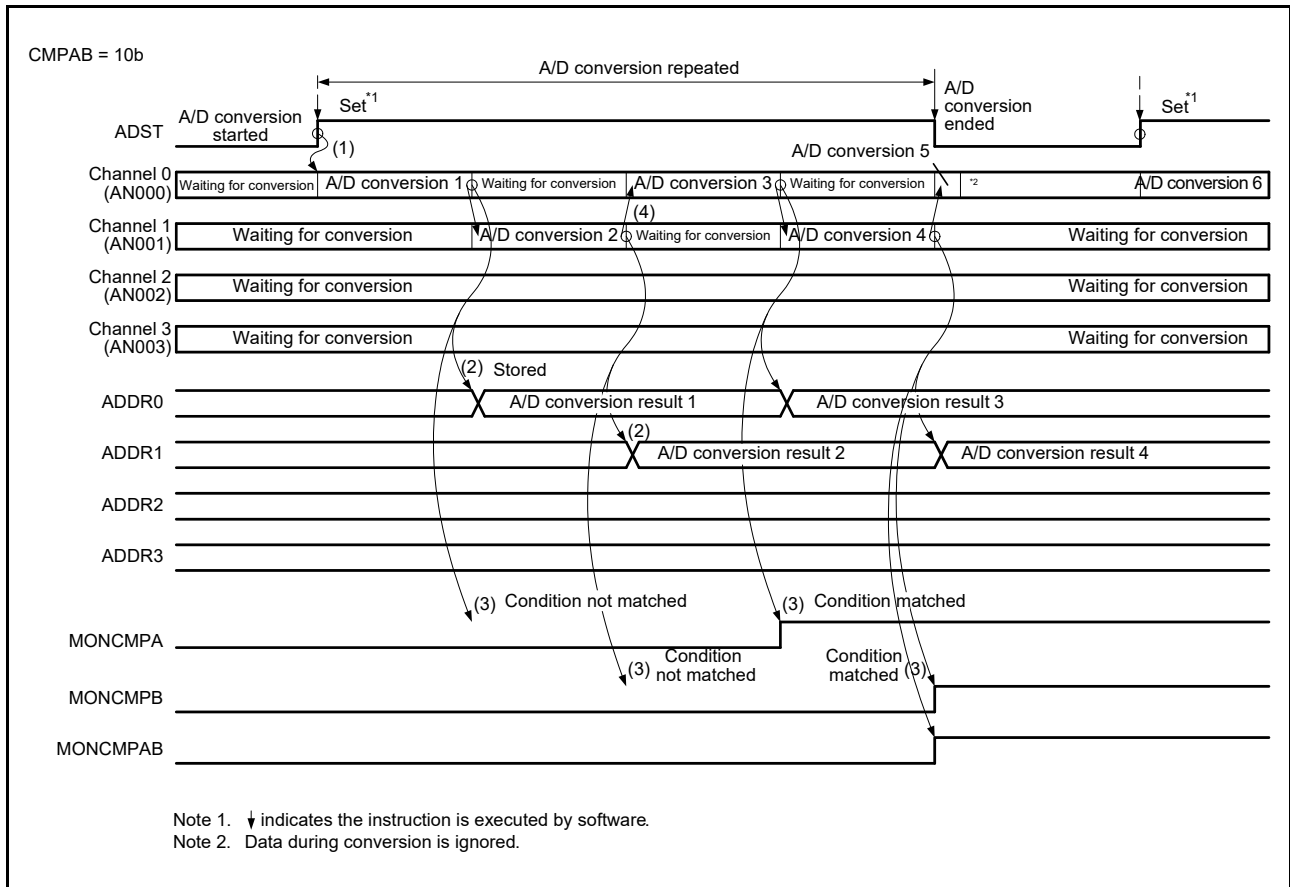 CMPAB = 10b
A/D conversion repeated
A/D conversion started
Set*1
A/D conversion ended
Set*1
ADST
(1)
A/D conversion 5
Channel 0 (AN000)
Waiting for conversion
A/D conversion 1
Waiting for conversion
A/D conversion 3
Waiting for conversion
*2
A/D conversion 6
(4)
Channel 1 (AN001)
Waiting for conversion
A/D conversion 2
Waiting for conversion
A/D conversion 4
Waiting for conversion
Channel 2 (AN002)
Waiting for conversion
Waiting for conversion
Channel 3 (AN003)
Waiting for conversion
Waiting for conversion
(2) Stored
ADDR0
A/D conversion result 1
A/D conversion result 3
(2)
ADDR1
A/D conversion result 2
A/D conversion result 4
ADDR2
ADDR3
(3) Condition not matched
(3) Condition matched
MONCMPA
(3) Condition not matched
Condition matched (3)
MONCMPB
MONCMPAB
Note 1. ↓ indicates the instruction is executed by software.
Note 2. Data during conversion is ignored.